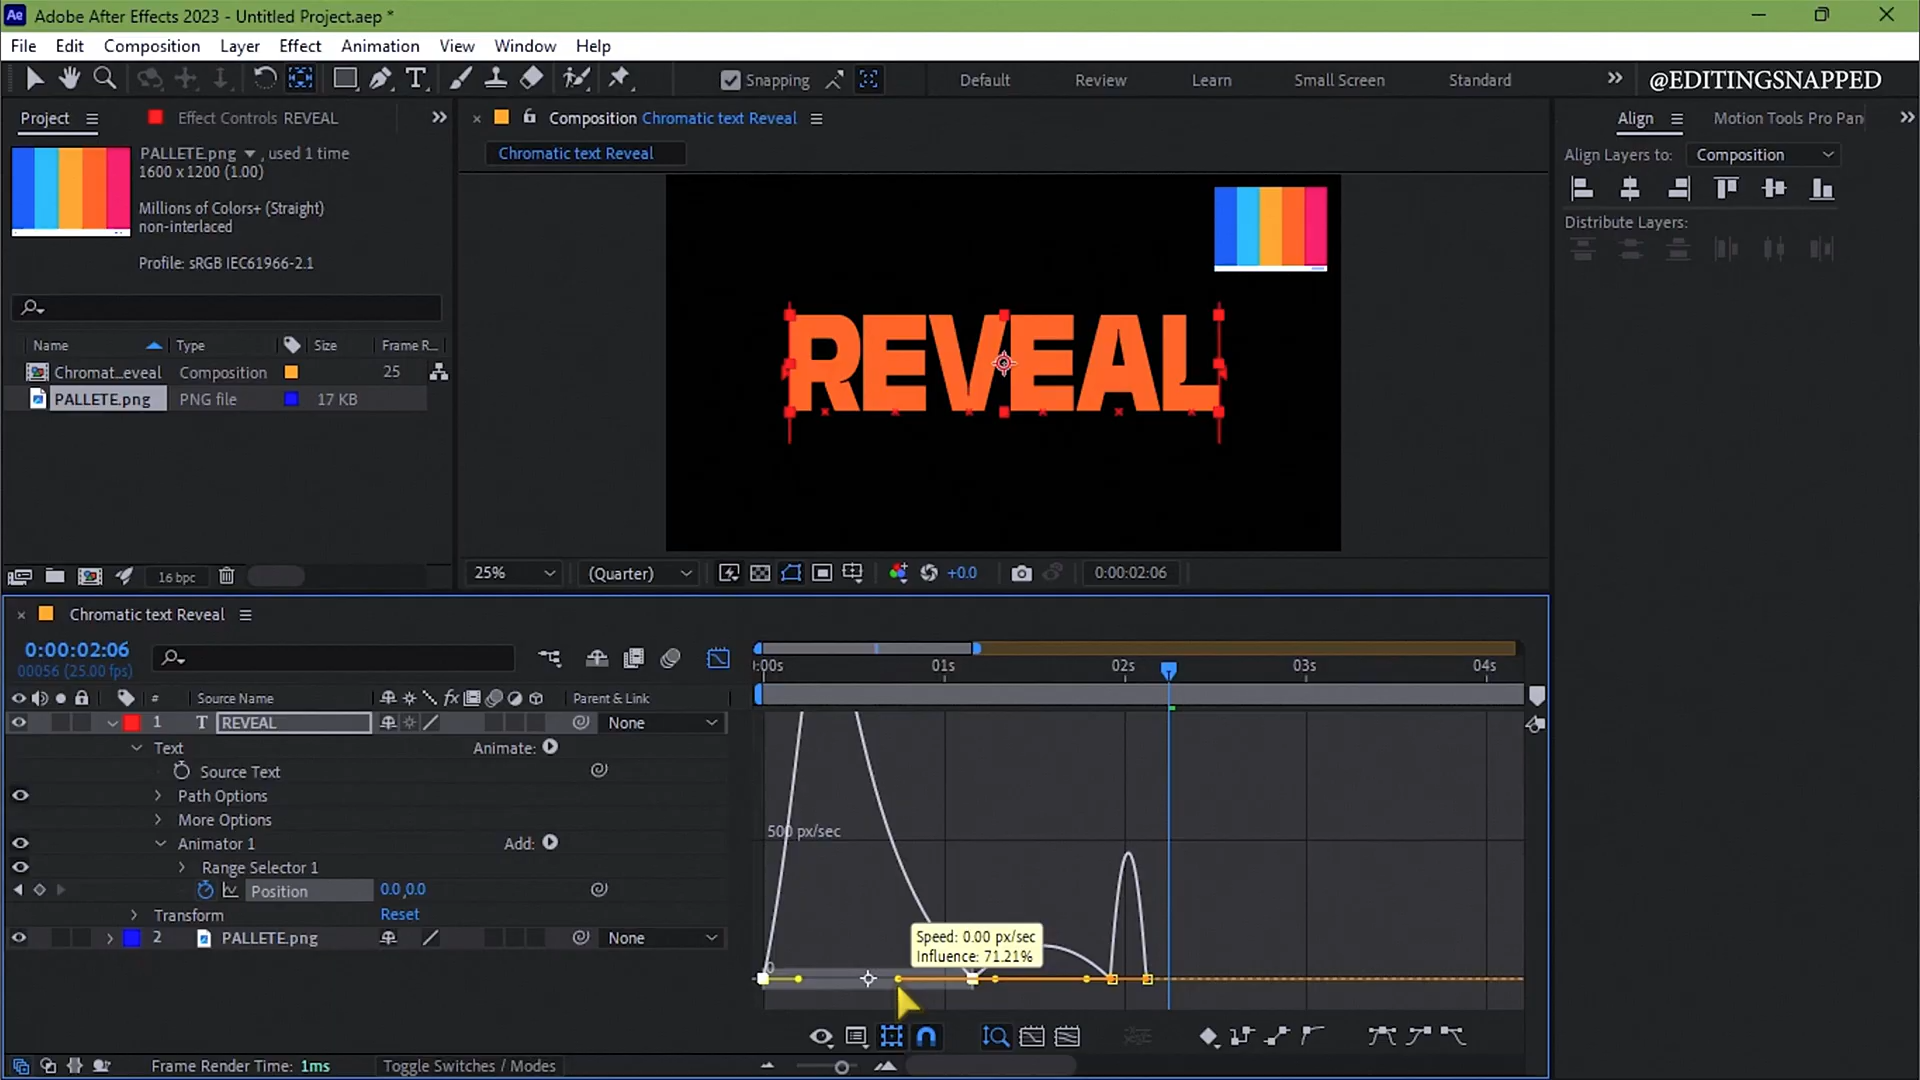 Ae Adobe After Effects 2023 - Untitled Project.aep *
File Edit Composition Layer Effect Animation View Window Help
Snapping Default Review Learn Small Screen Standard @EDITINGSNAPPED
Project Effect Controls REVEAL
Composition Chromatic text Reveal
Align Motion Tools Pro Pan
PALLETE.png , used 1 time
1600 x 1200 (1.00)
Millions of Colors+ (Straight)
non-interlaced
Profile: sRGB IEC61966-2.1
Chromatic text Reveal
Align Layers to: Composition
Distribute Layers:
REVEAL
Name Type Size Frame R...
Chromat_eveal Composition 25
PALLETE.png PNG file 17 KB
16 bpc
25% (Quarter) +0.0 0:00:02:06
Chromatic text Reveal
0:00:02:06
00056 (25.00 fps)
# Source Name fx Parent & Link
1 T REVEAL None
Text Animate:
Source Text
Path Options
More Options
Animator 1 Add:
Range Selector 1
Position 0.0,0.0
Transform Reset
2 PALLETE.png None
:00s 01s 02s 03s 04s
500 px/sec
0
Speed: 0.00 px/sec
Influence: 71.21%
Frame Render Time: 1ms Toggle Switches / Modes